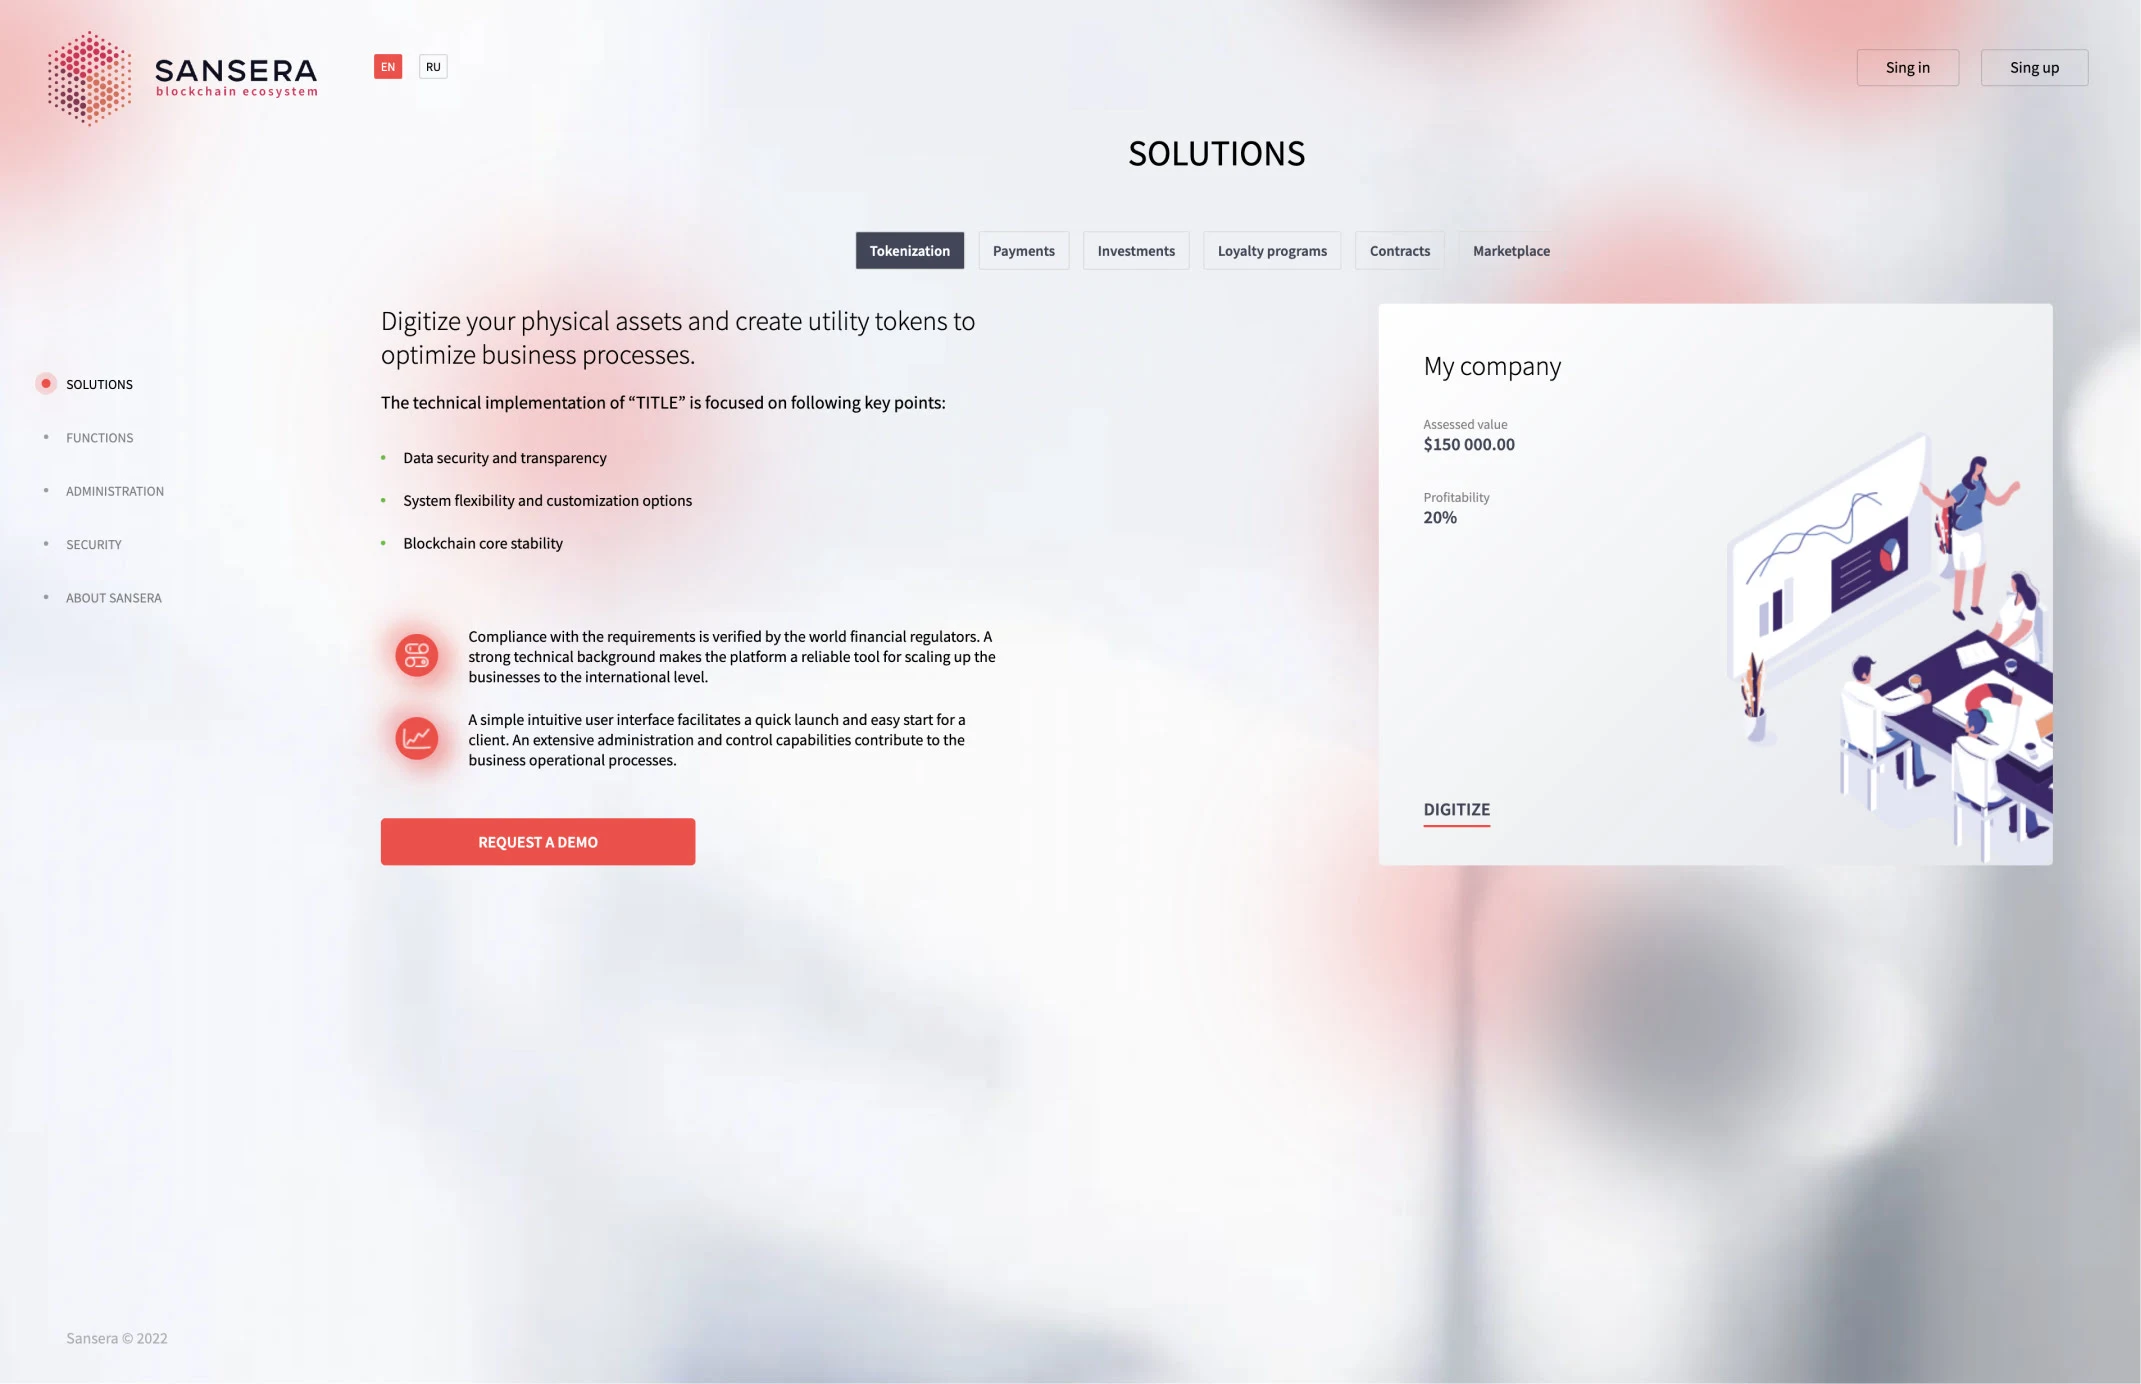 SANSERA
blockchain ecosystem
EN
RU
Sing in
Sing up
SOLUTIONS
Tokenization
Payments
Investments
Loyalty programs
Contracts
Marketplace
SOLUTIONS
FUNCTIONS
ADMINISTRATION
SECURITY
ABOUT SANSERA
Digitize your physical assets and create utility tokens to
optimize business processes.
The technical implementation of “TITLE” is focused on following key points:
Data security and transparency
System flexibility and customization options
Blockchain core stability
Compliance with the requirements is verified by the world financial regulators. A
strong technical background makes the platform a reliable tool for scaling up the
businesses to the international level.
A simple intuitive user interface facilitates a quick launch and easy start for a
client. An extensive administration and control capabilities contribute to the
business operational processes.
REQUEST A DEMO
My company
Assessed value
$150 000.00
Profitability
20%
DIGITIZE
Sansera © 2022